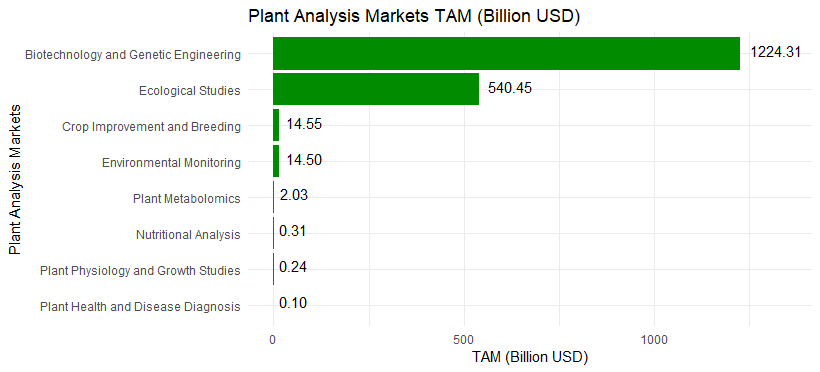 Plant Analysis Markets TAM (Billion USD)
Plant Analysis Markets
Biotechnology and Genetic Engineering 1224.31
Ecological Studies 540.45
Crop Improvement and Breeding 14.55
Environmental Monitoring 14.50
Plant Metabolomics 2.03
Nutritional Analysis 0.31
Plant Physiology and Growth Studies 0.24
Plant Health and Disease Diagnosis 0.10
0 500 1000
TAM (Billion USD)